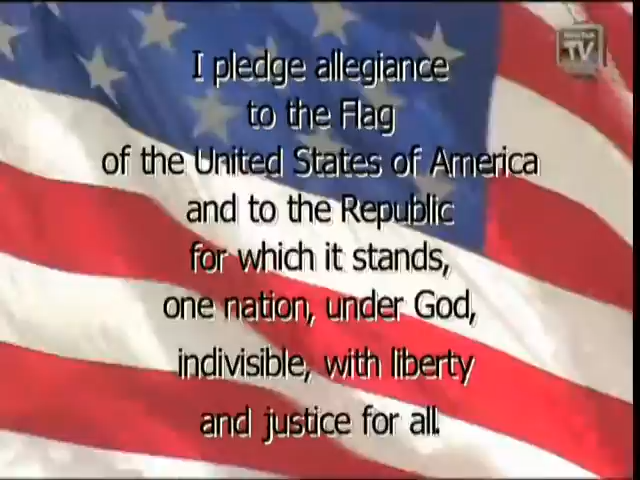 I pledge allegiance
to the Flag
of the United States of America
and to the Republic
for which it stands,
one nation, under God,
indivisible, with liberty
and justice for all.
TV